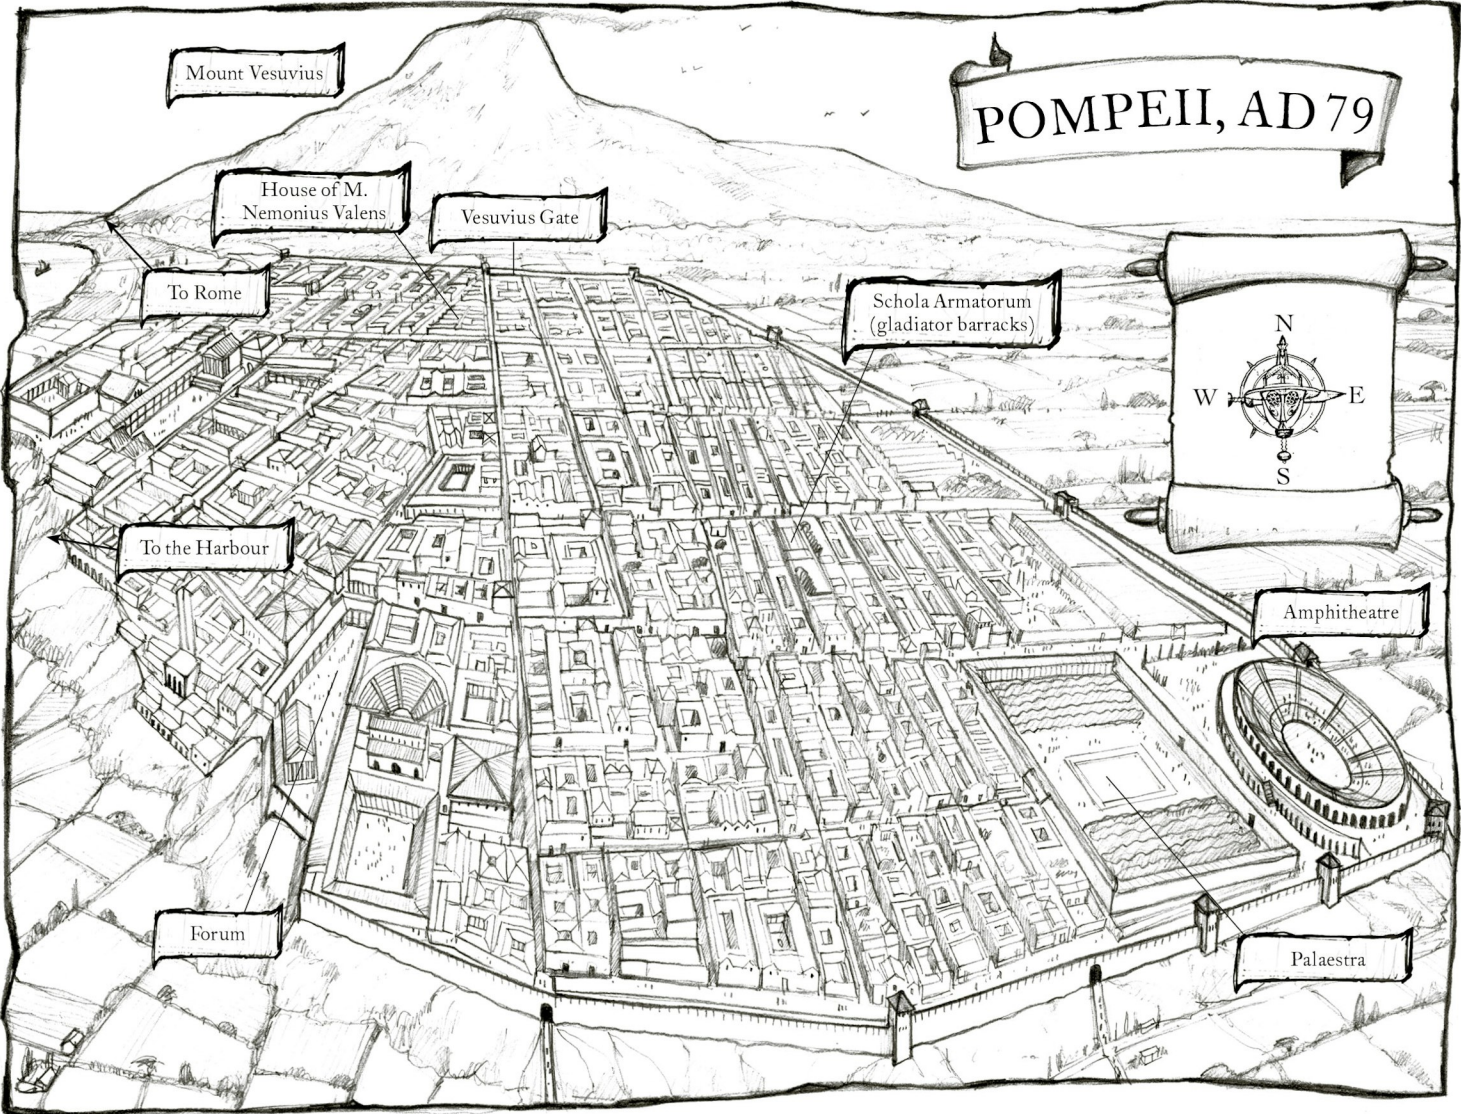 Mount Vesuvius
POMPEII, AD 79
House of M.
Nemonius Valens
Vesuvius Gate
To Rome
Schola Armatorum
(gladiator barracks)
N
W
E
S
To the Harbour
Amphitheatre
Forum
Palaestra